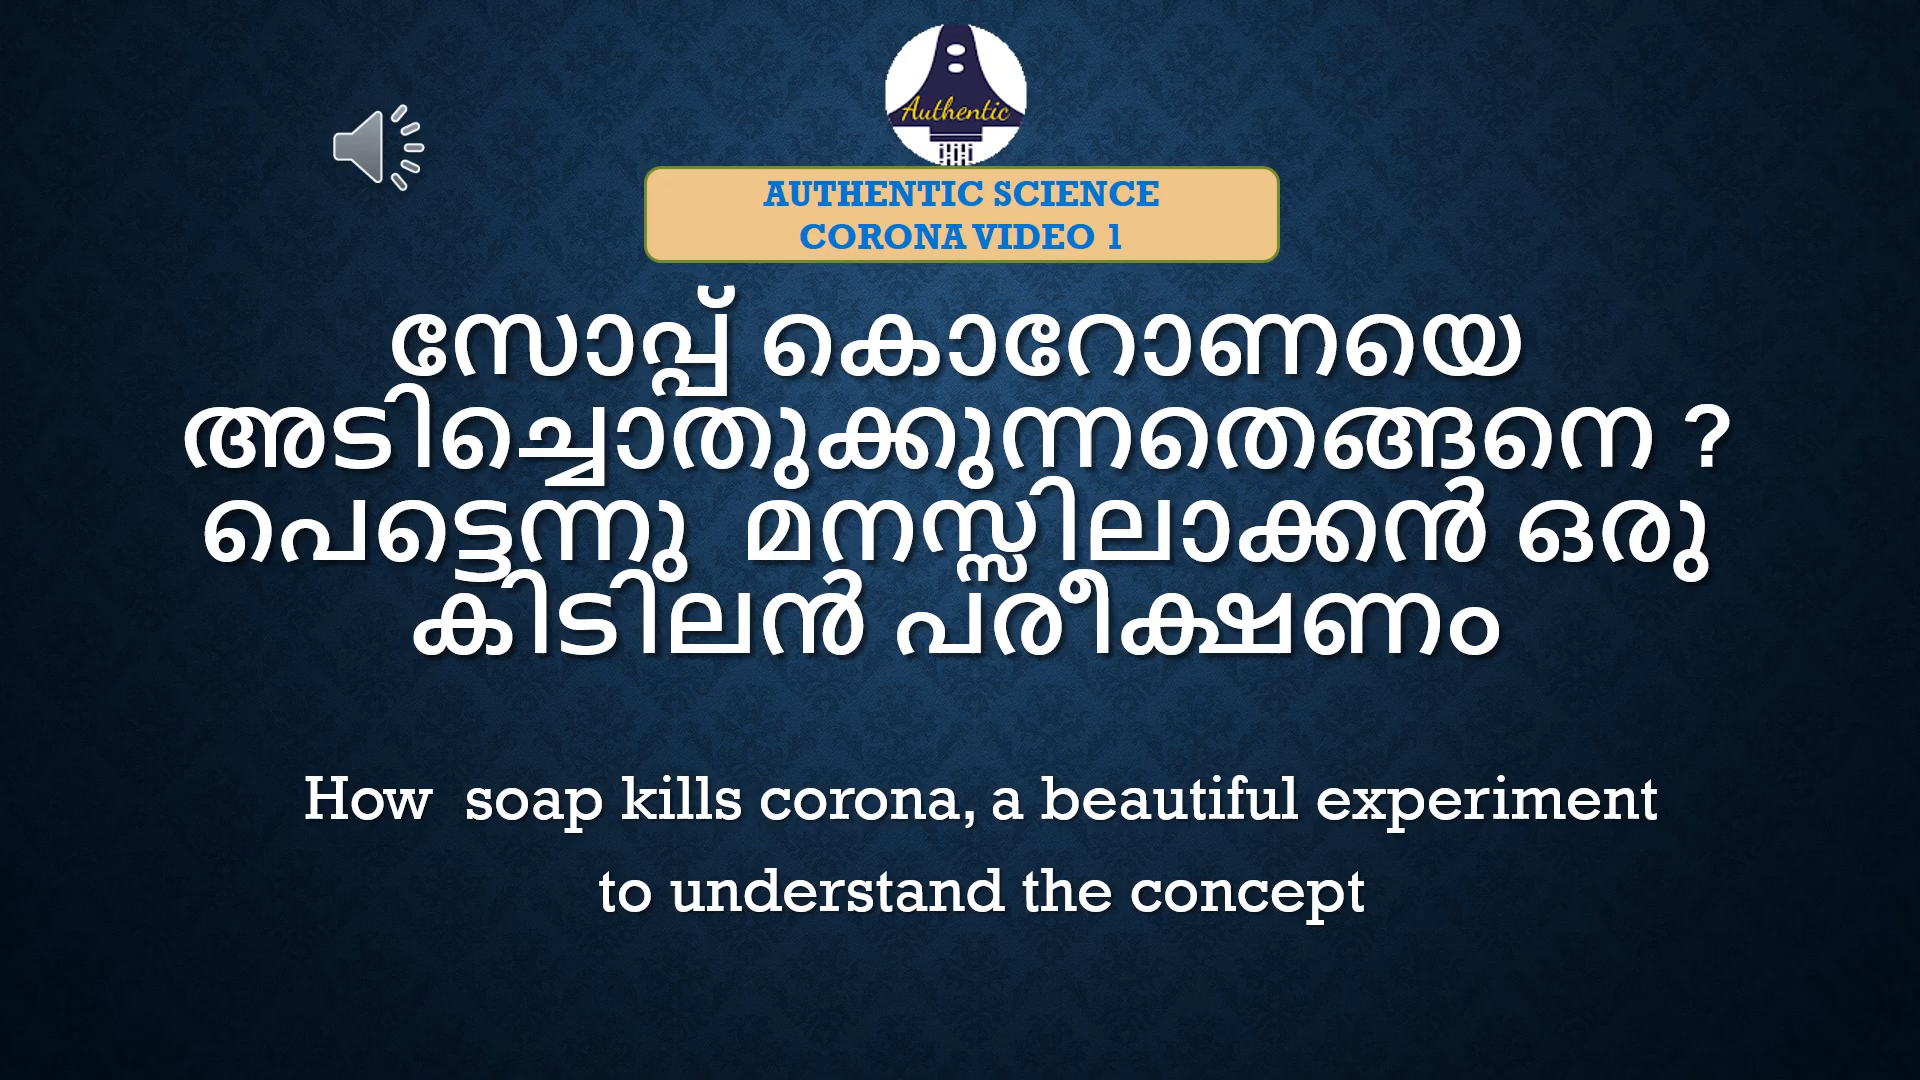 Authentic
AUTHENTIC SCIENCE
CORONA VIDEO 1
സോപ്പ് കൊറോണയെ
അടിച്ചൊതുക്കുന്നതെങ്ങനെ ?
പെട്ടെന്നു മനസ്സിലാക്കൻ ഒരു
കിടിലൻ പരീക്ഷണം
How soap kills corona, a beautiful experiment
to understand the concept